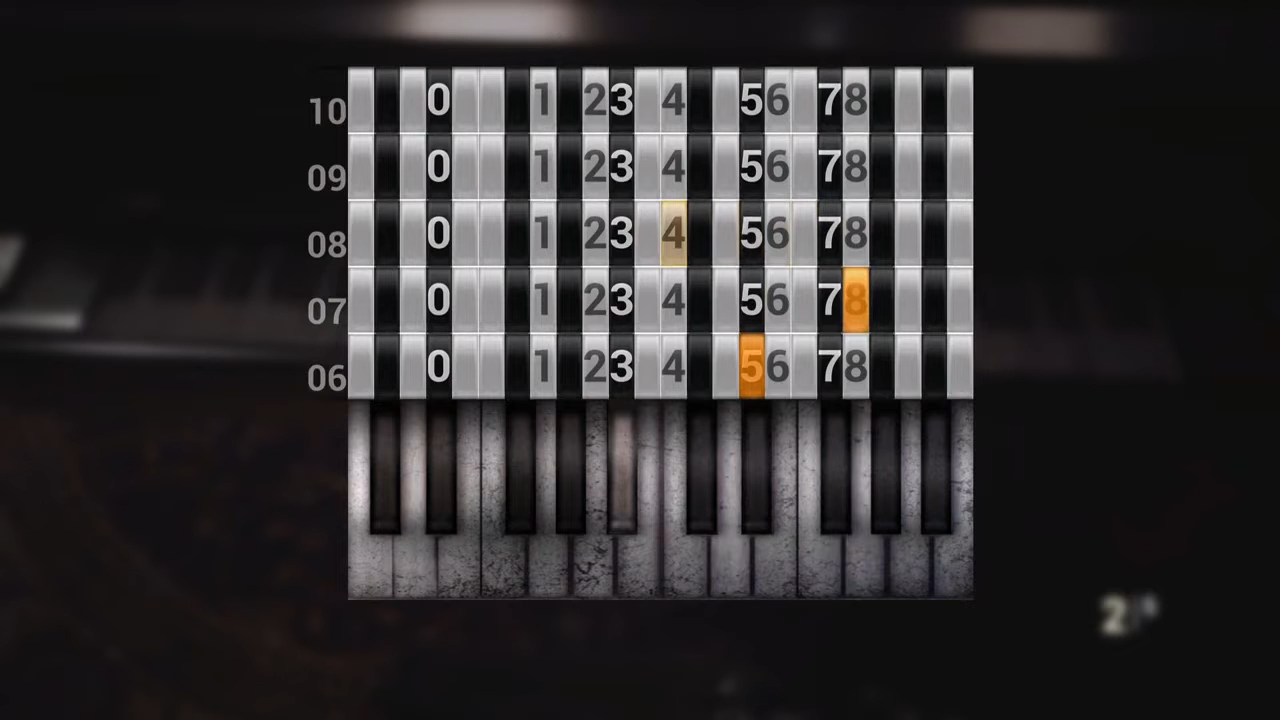 10 0 1 2 3 4 5 6 7 8
09 0 1 2 3 4 5 6 7 8
08 0 1 2 3 4 5 6 7 8
07 0 1 2 3 4 5 6 7 8
06 0 1 2 3 4 5 6 7 8